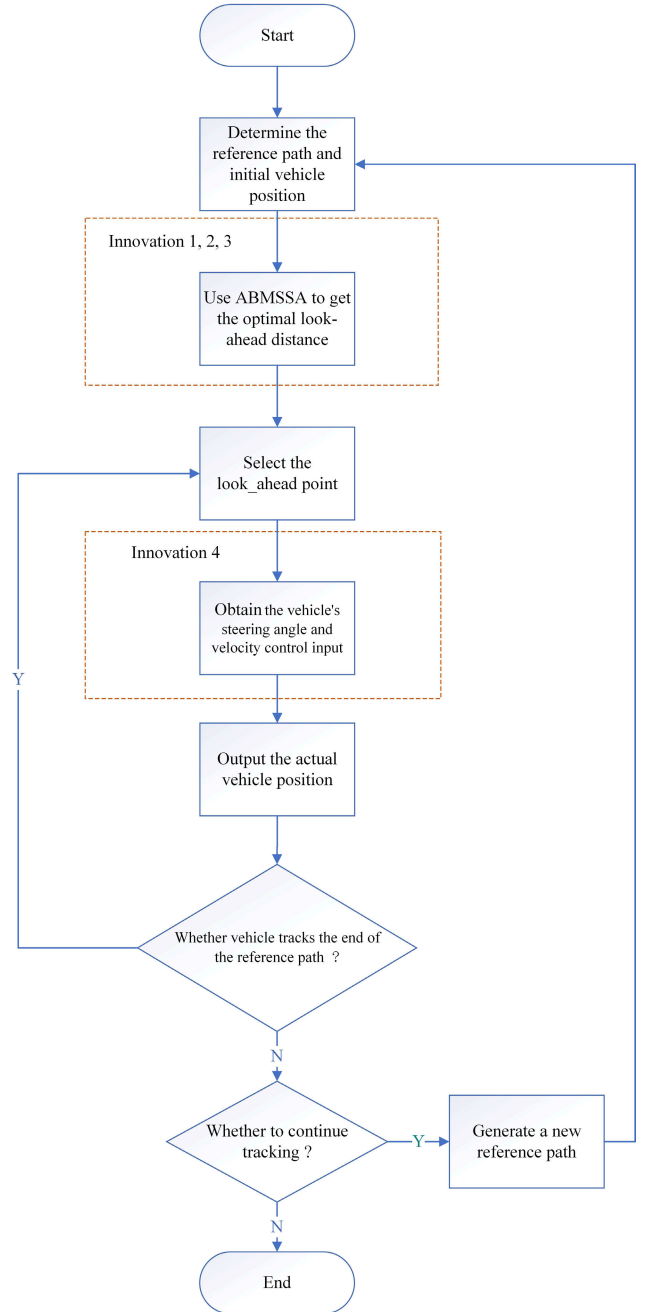 Start
Determine the
reference path and
initial vehicle
position
Innovation 1, 2, 3
Use ABMSSA to get
the optimal look-
ahead distance
Select the
look_ahead point
Innovation 4
Obtain the vehicle's
steering angle and
velocity control input
Y
Output the actual
vehicle position
Whether vehicle tracks the end of
the reference path ?
N
Whether to continue
tracking ?
Y
Generate a new
reference path
N
End